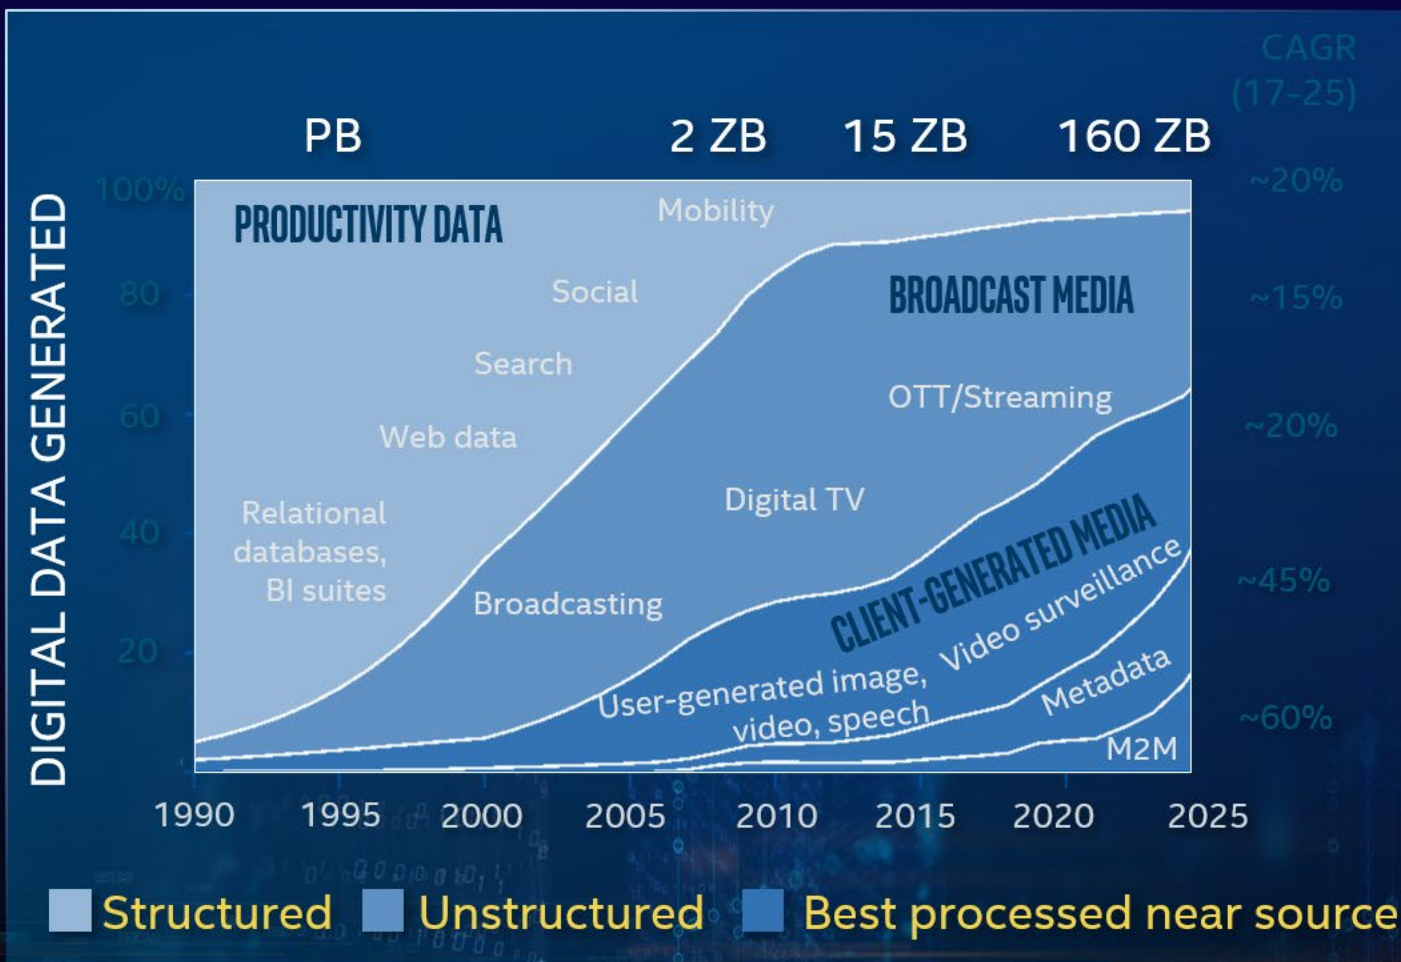 CAGR
(17-25)
PB
2 ZB
15 ZB
160 ZB
DIGITAL DATA GENERATED
100%
80
60
40
20
PRODUCTIVITY DATA
Mobility
Social
Search
Web data
Relational
databases,
BI suites
BROADCAST MEDIA
OTT/Streaming
Digital TV
Broadcasting
CLIENT-GENERATED MEDIA
Video surveillance
User-generated image,
video, speech
Metadata
M2M
~20%
~15%
~20%
~45%
~60%
1990
1995
2000
2005
2010
2015
2020
2025
Structured
Unstructured
Best processed near source